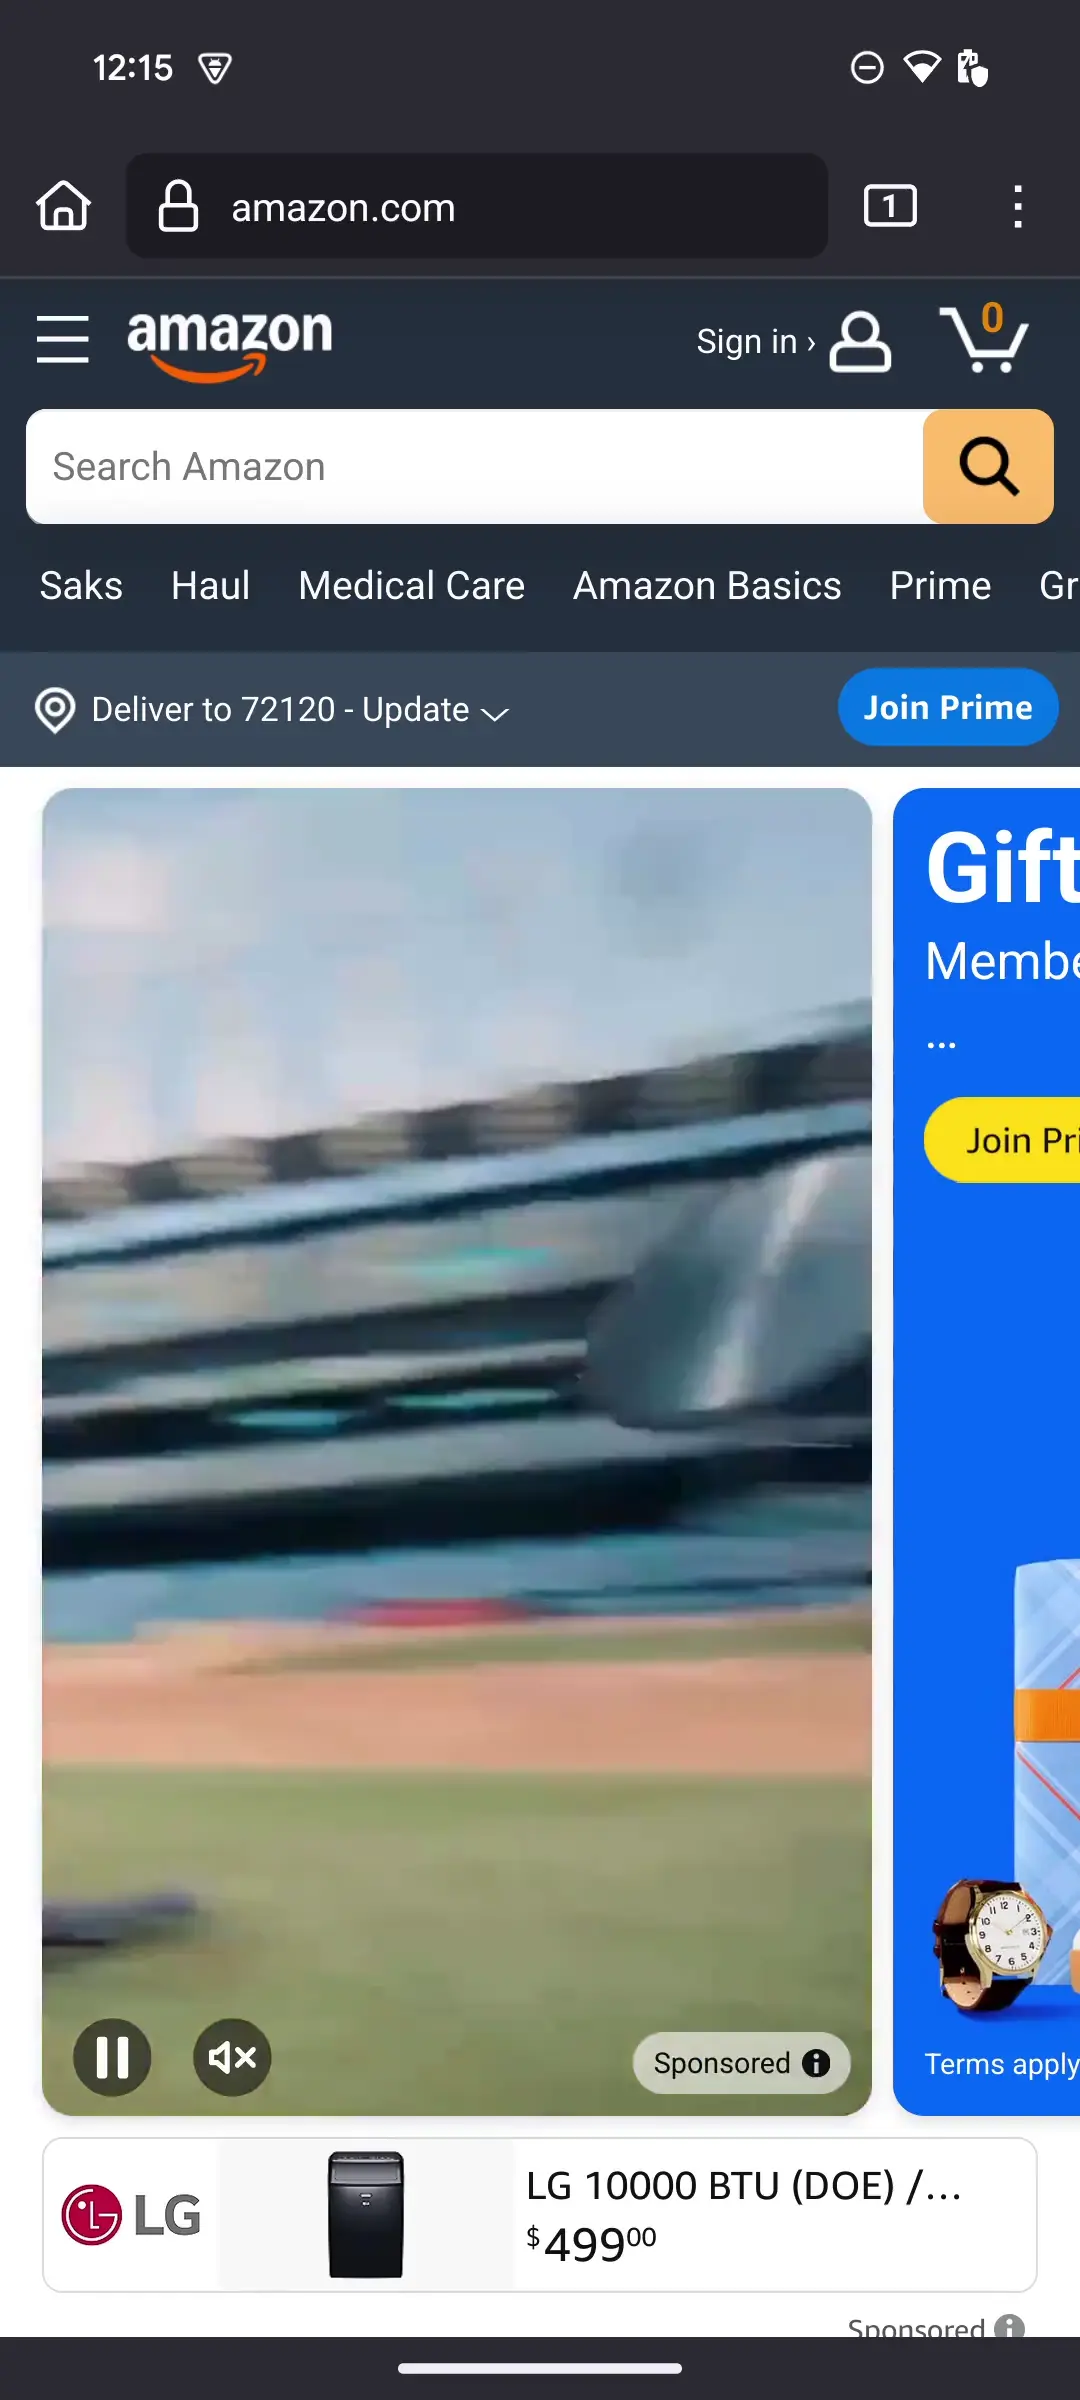 12:15
amazon.com
1
amazon
Sign in ›
0
Search Amazon
Saks Haul Medical Care Amazon Basics Prime Gr
Deliver to 72120 - Update
Join Prime
Gift
Membe
...
Join Pri
Terms apply
Sponsored
LG
LG 10000 BTU (DOE) /...
$49900
Sponsored